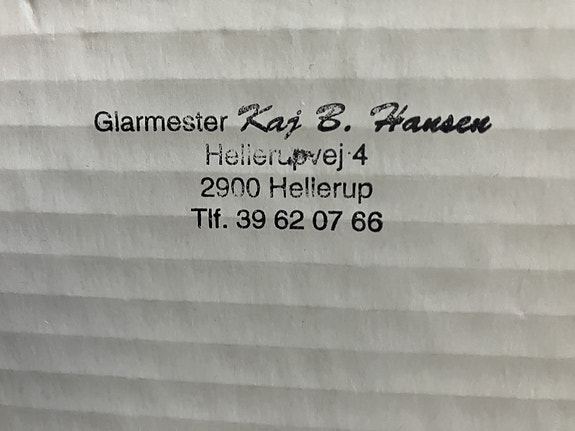 Glarmester Kaj B. Hansen
Hellerupvej 4
2900 Hellerup
Tlf. 39 62 07 66